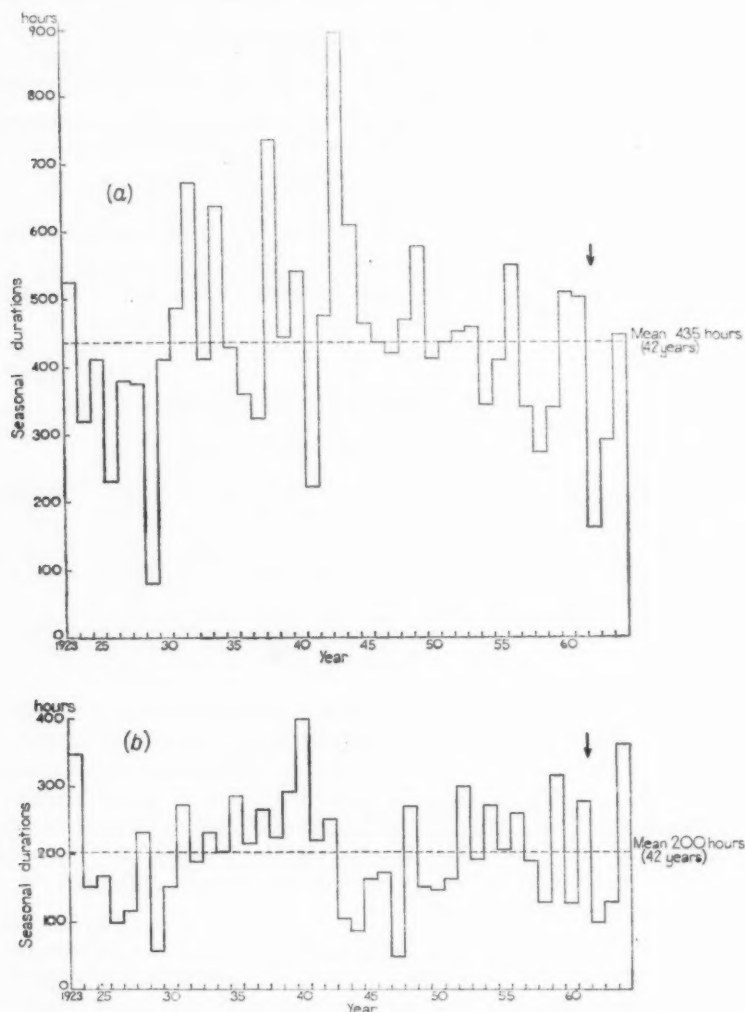 hours
900
800
700
600
500
400
300
200
100
0
(a)
Seasonal durations
Mean 435 hours
(42 years)
1923 25 30 35 40 45 50 55 60
Year
hours
400
300
200
100
0
(b)
Seasonal durations
Mean 200 hours
(42 years)
1923 25 30 35 40 45 50 55 60
Year